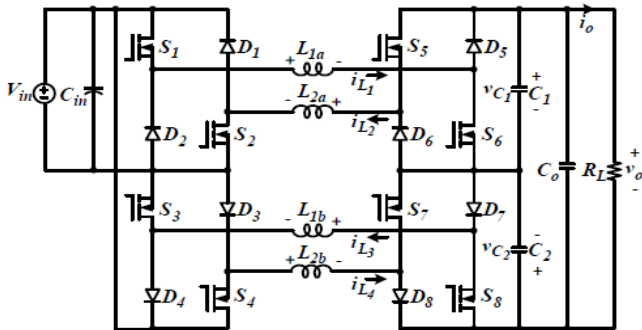 S1 D1 L1a S5 D5 io
+ - iL1 + vC1 C1 -
Vin Cin L2a - + iL2
D2 S2 D6 S6 Co RL + vo -
S3 D3 L1b S7 D7
- + iL3 - vC2 C2 +
L2b + - iL4
D4 S4 D8 S8